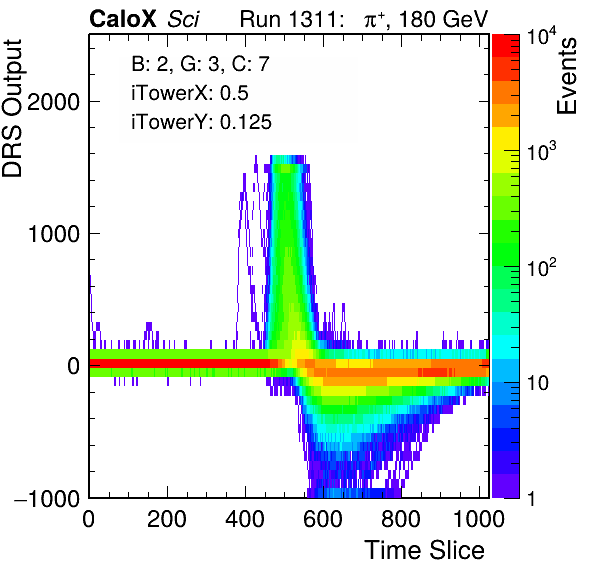 CaloX Sci Run 1311: π⁺, 180 GeV
B: 2, G: 3, C: 7
iTowerX: 0.5
iTowerY: 0.125
DRS Output
2000
1000
0
−1000
0 200 400 600 800 1000
Time Slice
Events
10⁴
10³
10²
10
1